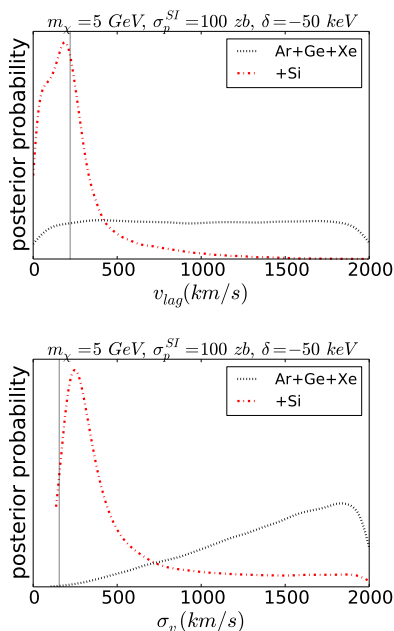 m_χ =5 GeV, σ_p^{SI} =100 zb, δ=−50 keV
posterior probability
Ar+Ge+Xe
+Si
0 500 1000 1500 2000
v_{lag}(km/s)
m_χ =5 GeV, σ_p^{SI} =100 zb, δ=−50 keV
posterior probability
Ar+Ge+Xe
+Si
0 500 1000 1500 2000
σ_v(km/s)